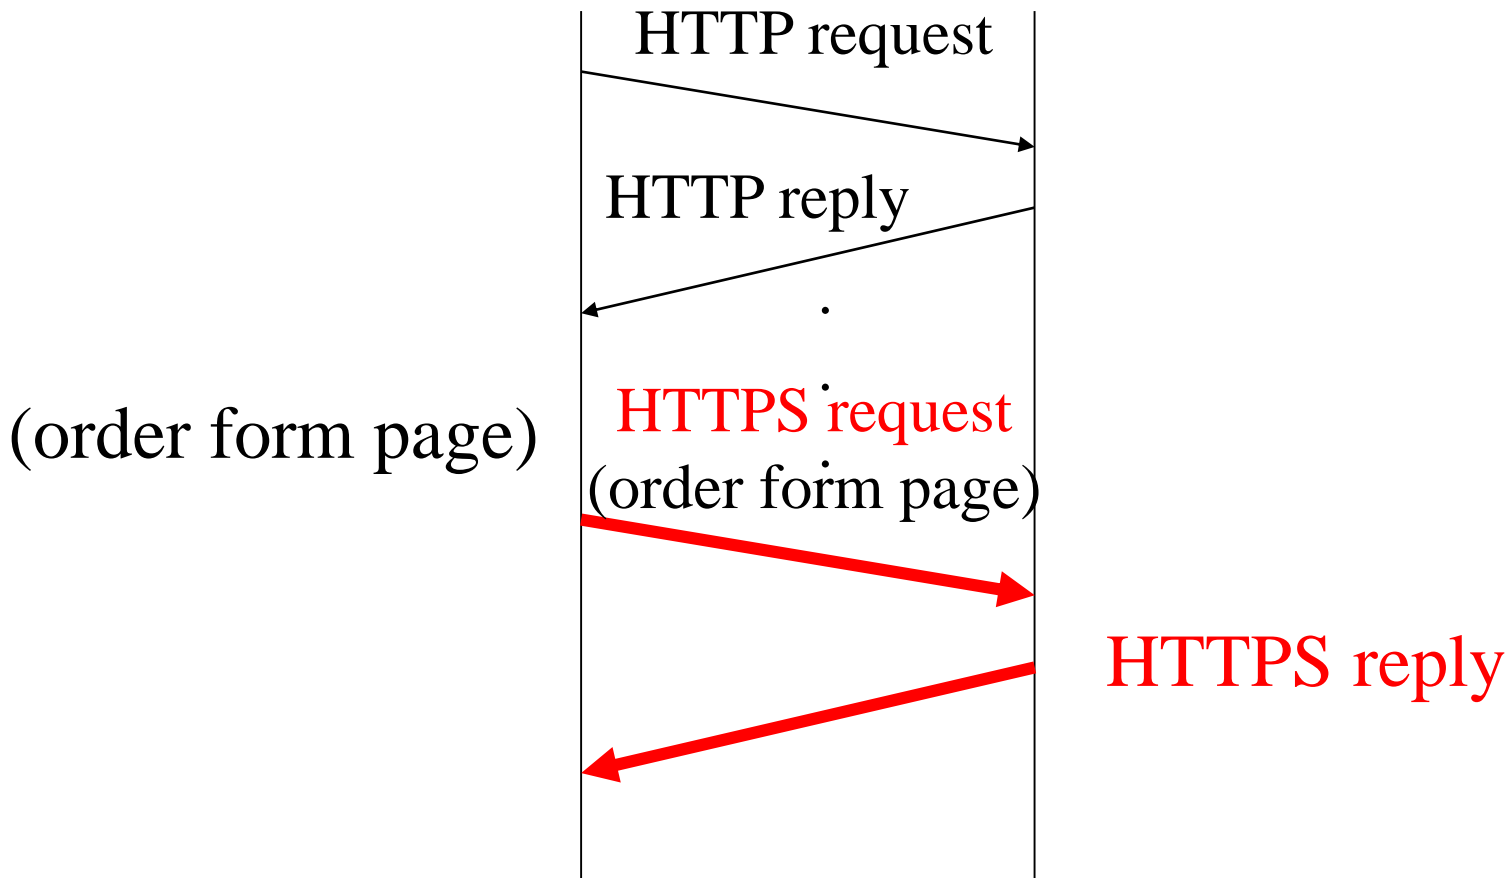 HTTP request
HTTP reply
.
.
HTTPS request
(order form page)
.
(order form page)
HTTPS reply